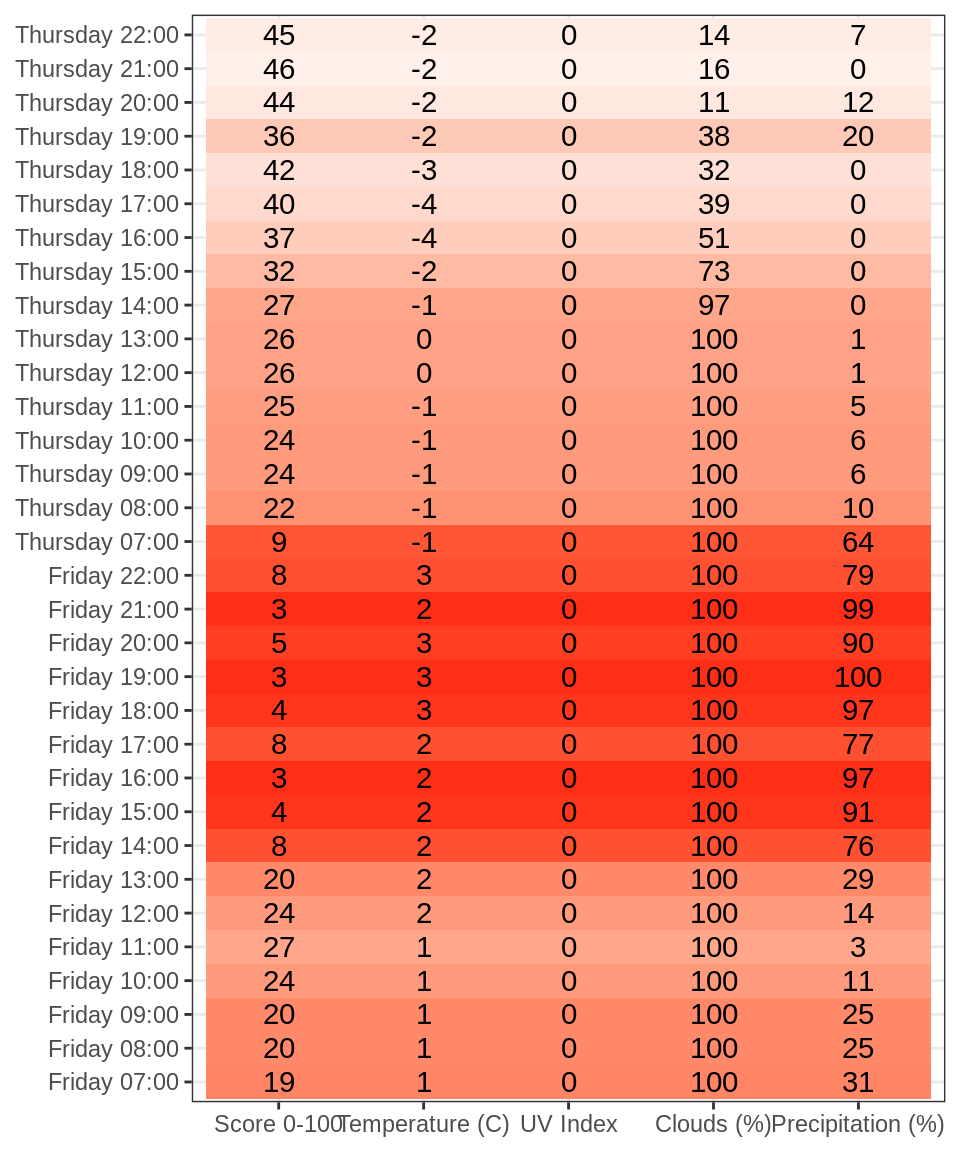 Thursday 22:00 45 -2 0 14 7
Thursday 21:00 46 -2 0 16 0
Thursday 20:00 44 -2 0 11 12
Thursday 19:00 36 -2 0 38 20
Thursday 18:00 42 -3 0 32 0
Thursday 17:00 40 -4 0 39 0
Thursday 16:00 37 -4 0 51 0
Thursday 15:00 32 -2 0 73 0
Thursday 14:00 27 -1 0 97 0
Thursday 13:00 26 0 0 100 1
Thursday 12:00 26 0 0 100 1
Thursday 11:00 25 -1 0 100 5
Thursday 10:00 24 -1 0 100 6
Thursday 09:00 24 -1 0 100 6
Thursday 08:00 22 -1 0 100 10
Thursday 07:00 9 -1 0 100 64
Friday 22:00 8 3 0 100 79
Friday 21:00 3 2 0 100 99
Friday 20:00 5 3 0 100 90
Friday 19:00 3 3 0 100 100
Friday 18:00 4 3 0 100 97
Friday 17:00 8 2 0 100 77
Friday 16:00 3 2 0 100 97
Friday 15:00 4 2 0 100 91
Friday 14:00 8 2 0 100 76
Friday 13:00 20 2 0 100 29
Friday 12:00 24 2 0 100 14
Friday 11:00 27 1 0 100 3
Friday 10:00 24 1 0 100 11
Friday 09:00 20 1 0 100 25
Friday 08:00 20 1 0 100 25
Friday 07:00 19 1 0 100 31
Score 0-100 Temperature (C) UV Index Clouds (%) Precipitation (%)